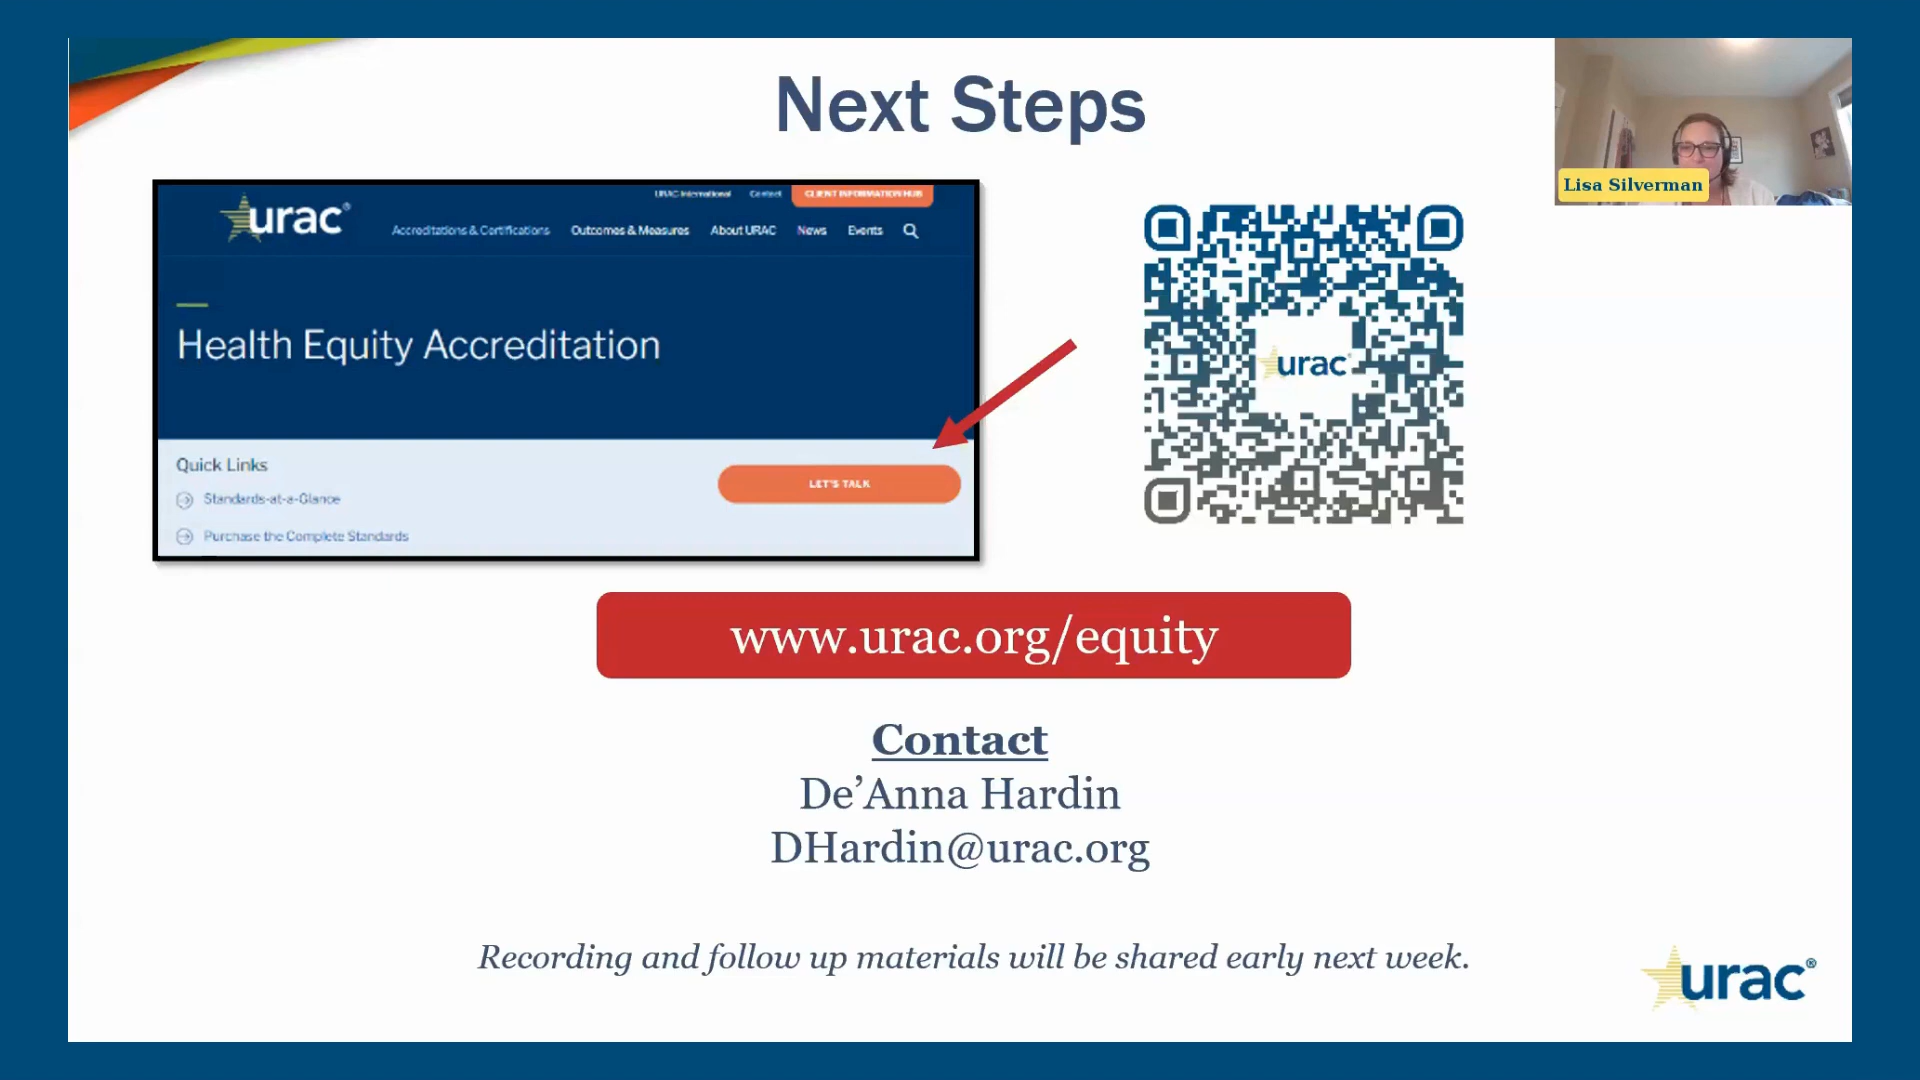 Next Steps
Lisa Silverman
URAC International Contact CLIENT INFORMATION HUB
urac®
Accreditations & Certifications Outcomes & Measures About URAC News Events
Health Equity Accreditation
Quick Links
Standards-at-a-Glance
LET'S TALK
Purchase the Complete Standards
urac
www.urac.org/equity
Contact
De’Anna Hardin
DHardin@urac.org
Recording and follow up materials will be shared early next week.
urac®